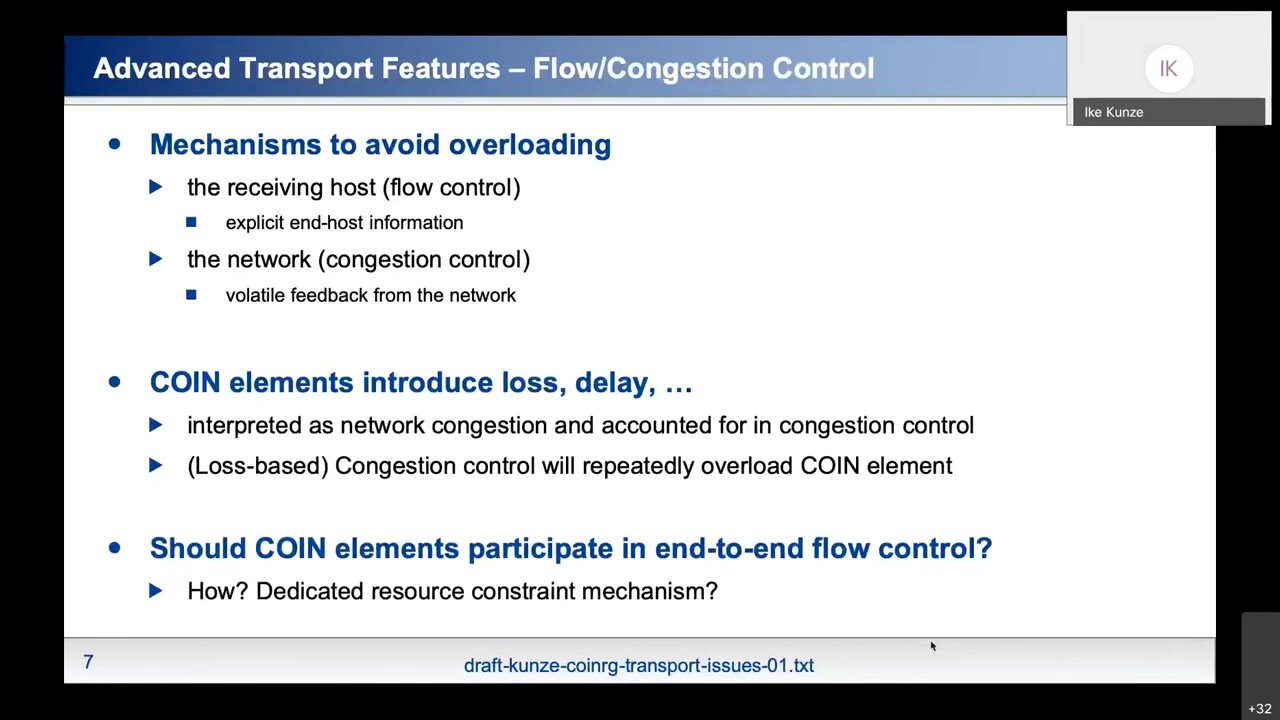 Advanced Transport Features – Flow/Congestion Control
IK
Ike Kunze
• Mechanisms to avoid overloading
the receiving host (flow control)
explicit end-host information
the network (congestion control)
volatile feedback from the network
• COIN elements introduce loss, delay, …
interpreted as network congestion and accounted for in congestion control
(Loss-based) Congestion control will repeatedly overload COIN element
• Should COIN elements participate in end-to-end flow control?
How? Dedicated resource constraint mechanism?
7
draft-kunze-coinrg-transport-issues-01.txt
+32